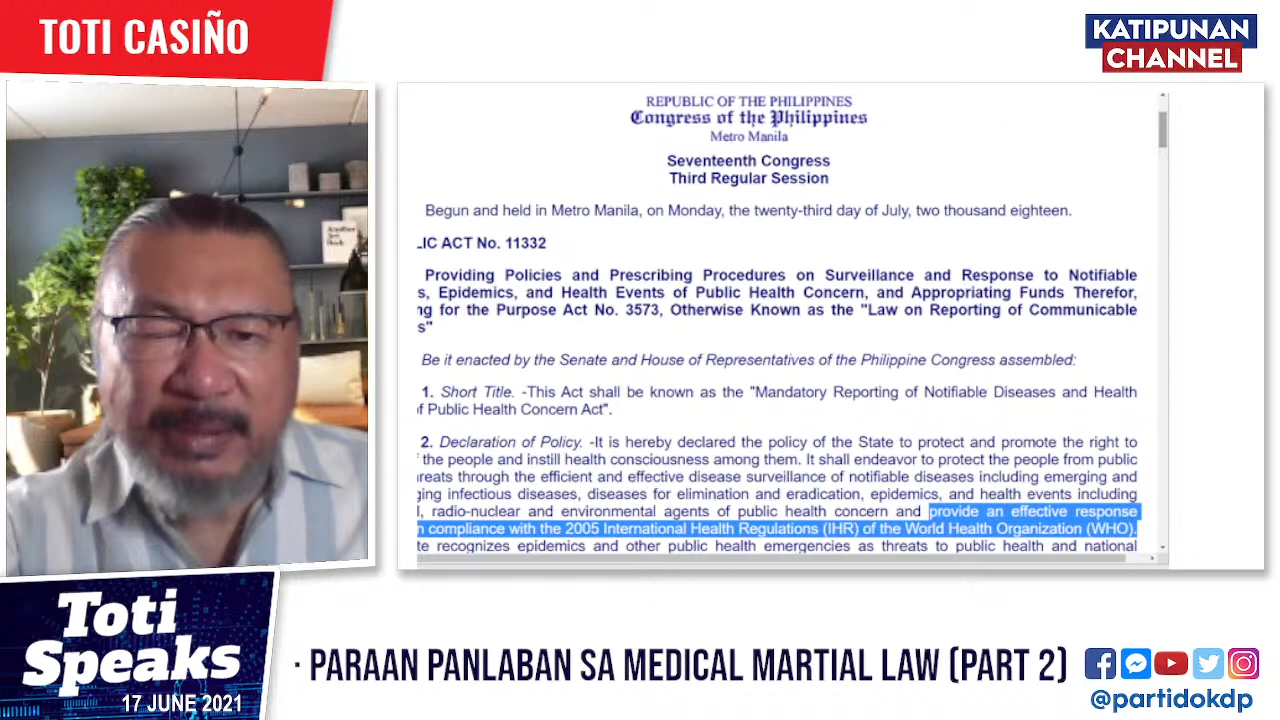 TOTI CASIÑO
KATIPUNAN
CHANNEL
REPUBLIC OF THE PHILIPPINES
Congress of the Philippines
Metro Manila
Seventeenth Congress
Third Regular Session
Begun and held in Metro Manila, on Monday, the twenty-third day of July, two thousand eighteen.
LIC ACT No. 11332
Providing Policies and Prescribing Procedures on Surveillance and Response to Notifiable
s, Epidemics, and Health Events of Public Health Concern, and Appropriating Funds Therefor,
ng for the Purpose Act No. 3573, Otherwise Known as the "Law on Reporting of Communicable
s"
Be it enacted by the Senate and House of Representatives of the Philippine Congress assembled:
1. Short Title. -This Act shall be known as the "Mandatory Reporting of Notifiable Diseases and Health
of Public Health Concern Act".
2. Declaration of Policy. -It is hereby declared the policy of the State to protect and promote the right to
f the people and instill health consciousness among them. It shall endeavor to protect the people from public
reats through the efficient and effective disease surveillance of notifiable diseases including emerging and
ging infectious diseases, diseases for elimination and eradication, epidemics, and health events including
l, radio-nuclear and environmental agents of public health concern and provide an effective response
n compliance with the 2005 International Health Regulations (IHR) of the World Health Organization (WHO).
te recognizes epidemics and other public health emergencies as threats to public health and national
Another
Art
Book
Toti
Speaks
17 JUNE 2021
· PARAAN PANLABAN SA MEDICAL MARTIAL LAW (PART 2)
@partidokdp